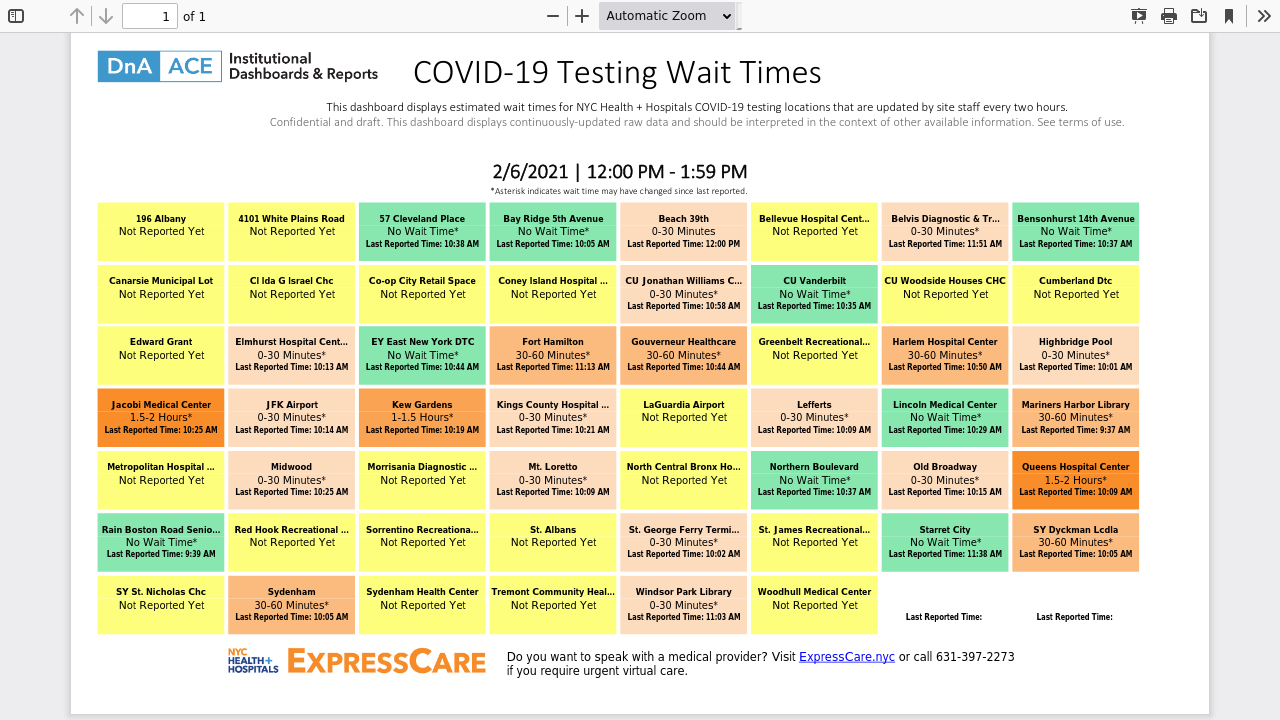 1 of 1 Automatic Zoom
DnA ACE Institutional
Dashboards & Reports
COVID-19 Testing Wait Times
This dashboard displays estimated wait times for NYC Health + Hospitals COVID-19 testing locations that are updated by site staff every two hours.
Confidential and draft. This dashboard displays continuously-updated raw data and should be interpreted in the context of other available information. See terms of use.
2/6/2021 | 12:00 PM - 1:59 PM
*Asterisk indicates wait time may have changed since last reported.
196 Albany
Not Reported Yet
4101 White Plains Road
Not Reported Yet
57 Cleveland Place
No Wait Time*
Last Reported Time: 10:38 AM
Bay Ridge 5th Avenue
No Wait Time*
Last Reported Time: 10:05 AM
Beach 39th
0-30 Minutes
Last Reported Time: 12:00 PM
Bellevue Hospital Cent...
Not Reported Yet
Belvis Diagnostic & Tr...
0-30 Minutes*
Last Reported Time: 11:51 AM
Bensonhurst 14th Avenue
No Wait Time*
Last Reported Time: 10:37 AM
Canarsie Municipal Lot
Not Reported Yet
Cl Ida G Israel Chc
Not Reported Yet
Co-op City Retail Space
Not Reported Yet
Coney Island Hospital ...
Not Reported Yet
CU Jonathan Williams C...
0-30 Minutes*
Last Reported Time: 10:58 AM
CU Vanderbilt
No Wait Time*
Last Reported Time: 10:35 AM
CU Woodside Houses CHC
Not Reported Yet
Cumberland Dtc
Not Reported Yet
Edward Grant
Not Reported Yet
Elmhurst Hospital Cent...
0-30 Minutes*
Last Reported Time: 10:13 AM
EY East New York DTC
No Wait Time*
Last Reported Time: 10:44 AM
Fort Hamilton
30-60 Minutes*
Last Reported Time: 11:13 AM
Gouverneur Healthcare
30-60 Minutes*
Last Reported Time: 10:44 AM
Greenbelt Recreational...
Not Reported Yet
Harlem Hospital Center
30-60 Minutes*
Last Reported Time: 10:50 AM
Highbridge Pool
0-30 Minutes*
Last Reported Time: 10:01 AM
Jacobi Medical Center
1.5-2 Hours*
Last Reported Time: 10:25 AM
JFK Airport
0-30 Minutes*
Last Reported Time: 10:14 AM
Kew Gardens
1-1.5 Hours*
Last Reported Time: 10:19 AM
Kings County Hospital ...
0-30 Minutes*
Last Reported Time: 10:21 AM
LaGuardia Airport
Not Reported Yet
Lefferts
0-30 Minutes*
Last Reported Time: 10:09 AM
Lincoln Medical Center
No Wait Time*
Last Reported Time: 10:29 AM
Mariners Harbor Library
30-60 Minutes*
Last Reported Time: 9:37 AM
Metropolitan Hospital ...
Not Reported Yet
Midwood
0-30 Minutes*
Last Reported Time: 10:25 AM
Morrisania Diagnostic ...
Not Reported Yet
Mt. Loretto
0-30 Minutes*
Last Reported Time: 10:09 AM
North Central Bronx Ho...
Not Reported Yet
Northern Boulevard
No Wait Time*
Last Reported Time: 10:37 AM
Old Broadway
0-30 Minutes*
Last Reported Time: 10:15 AM
Queens Hospital Center
1.5-2 Hours*
Last Reported Time: 10:09 AM
Rain Boston Road Senio...
No Wait Time*
Last Reported Time: 9:39 AM
Red Hook Recreational ...
Not Reported Yet
Sorrentino Recreationa...
Not Reported Yet
St. Albans
Not Reported Yet
St. George Ferry Termi...
0-30 Minutes*
Last Reported Time: 10:02 AM
St. James Recreational...
Not Reported Yet
Starret City
No Wait Time*
Last Reported Time: 11:38 AM
SY Dyckman Lcdla
30-60 Minutes*
Last Reported Time: 10:05 AM
SY St. Nicholas Chc
Not Reported Yet
Sydenham
30-60 Minutes*
Last Reported Time: 10:05 AM
Sydenham Health Center
Not Reported Yet
Tremont Community Heal...
Not Reported Yet
Windsor Park Library
0-30 Minutes*
Last Reported Time: 11:03 AM
Woodhull Medical Center
Not Reported Yet
Last Reported Time:
Last Reported Time:
NYC
HEALTH+
HOSPITALS
EXPRESSCARE
Do you want to speak with a medical provider? Visit ExpressCare.nyc or call 631-397-2273
if you require urgent virtual care.